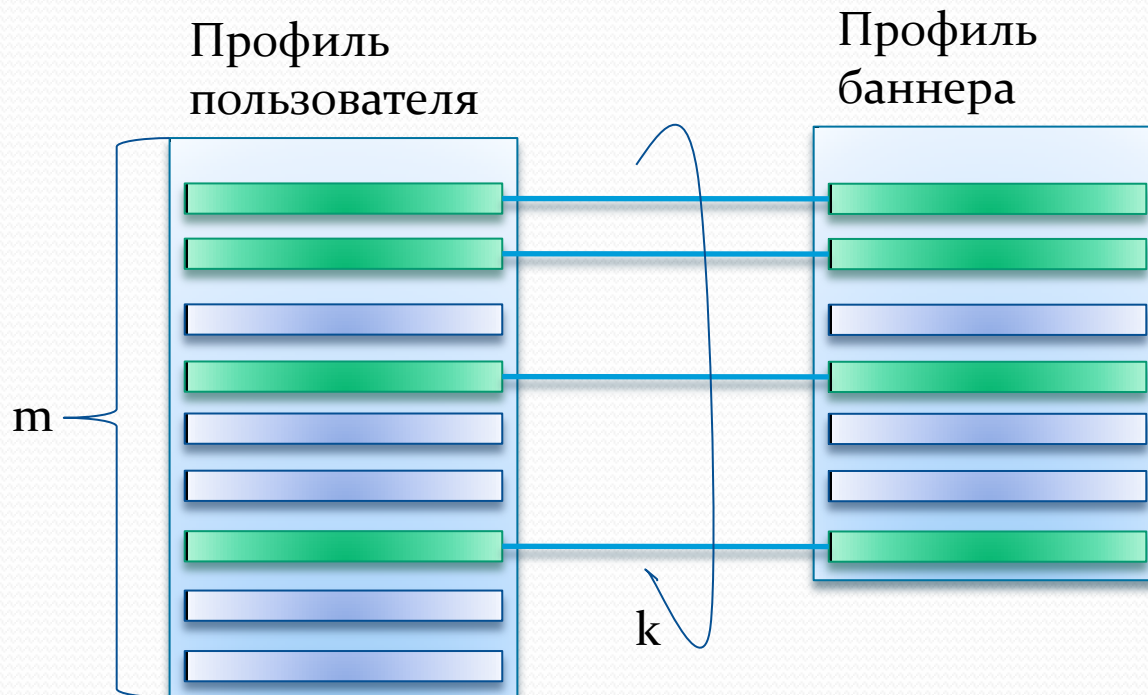 Профиль
пользователя
Профиль
баннера
m
k